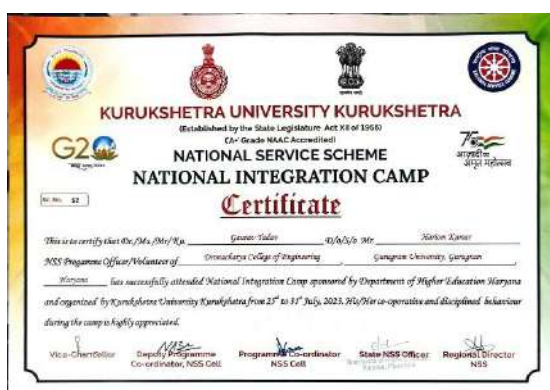 KURUKSHETRA UNIVERSITY KURUKSHETRA
(Established by the State Legislature Act XII of 1956)
(A+ Grade NAAC Accredited)
G20
NATIONAL SERVICE SCHEME
75
आज़ादी का
अमृत महोत्सव
NATIONAL INTEGRATION CAMP
Sr. No. 52
Certificate
This is to certify that Dr./Ms./Mr/Kr. Gaurav Yadav D/o/S/o Mr. Hariom Kumar
NSS Progamme Officer/Volunteer of Dronacharya College of Engineering, Gurugram University, Gurugram
Haryana has successfully attended National Integration Camp sponsored by Department of Higher Education Haryana
and organized by Kurukshetra University Kurukshetra from 25th to 31st July, 2023. His/Her co-operative and disciplined behaviour
during the camp is highly appreciated.
Vice-Chancellor
Deputy Programme Co-ordinator, NSS Cell
Programme Co-ordinator NSS Cell
State NSS Officer
Regional Director NSS